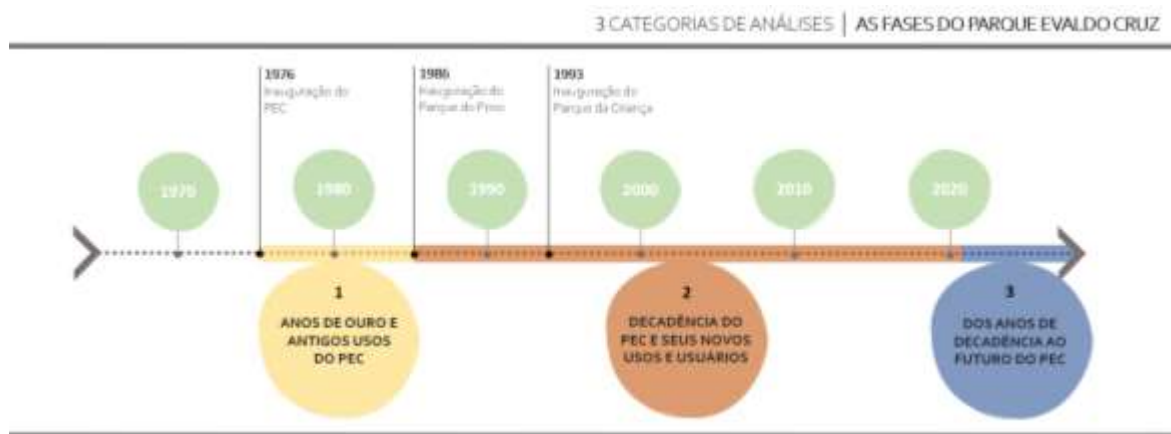 3 CATEGORIAS DE ANÁLISES | AS FASES DO PARQUE EVALDO CRUZ
1976
Inauguração do
PEC
1986
Inauguração do
Parque do Povo
1993
Inauguração do
Parque da Criança
1970
1980
1990
2000
2010
2020
1
ANOS DE OURO E
ANTIGOS USOS
DO PEC
2
DECADÊNCIA DO
PEC E SEUS NOVOS
USOS E USUÁRIOS
3
DOS ANOS DE
DECADÊNCIA AO
FUTURO DO PEC